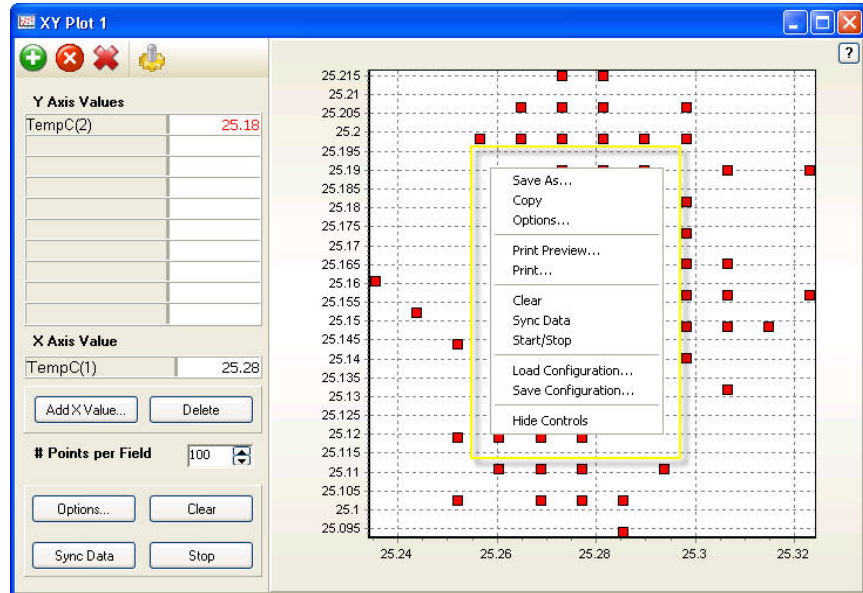 XY Plot 1
?
Y Axis Values
TempC(2) 25.18
X Axis Value
TempC(1) 25.28
Add X Value... Delete
# Points per Field 100
Options... Clear
Sync Data Stop
25.215
25.21
25.205
25.2
25.195
25.19
25.185
25.18
25.175
25.17
25.165
25.16
25.155
25.15
25.145
25.14
25.135
25.13
25.125
25.12
25.115
25.11
25.105
25.1
25.095
25.24 25.26 25.28 25.3 25.32
Save As...
Copy
Options...
Print Preview...
Print...
Clear
Sync Data
Start/Stop
Load Configuration...
Save Configuration...
Hide Controls